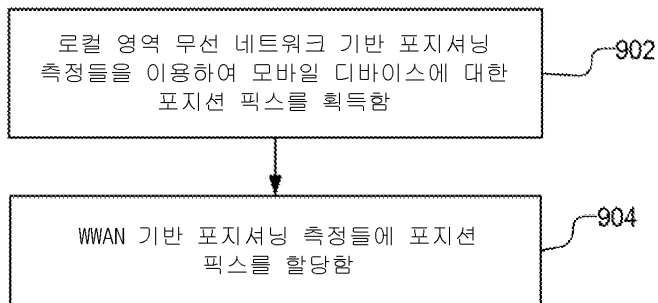 로컬 영역 무선 네트워크 기반 포지셔닝
측정들을 이용하여 모바일 디바이스에 대한
포지션 픽스를 획득함
902
WWAN 기반 포지셔닝 측정들에 포지션
픽스를 할당함
904